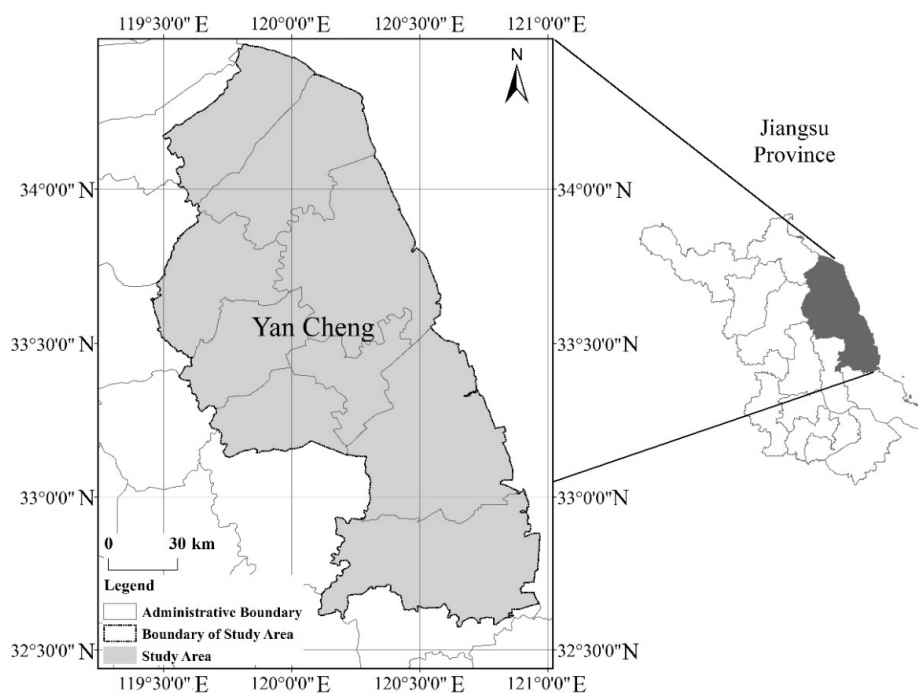 119°30'0" E 120°0'0" E 120°30'0" E 121°0'0" E
N
Jiangsu
Province
34°0'0" N 34°0'0" N
Yan Cheng
33°30'0" N 33°30'0" N
33°0'0" N 33°0'0" N
0 30 km
Legend
Administrative Boundary
Boundary of Study Area
Study Area
32°30'0" N 32°30'0" N
119°30'0" E 120°0'0" E 120°30'0" E 121°0'0" E